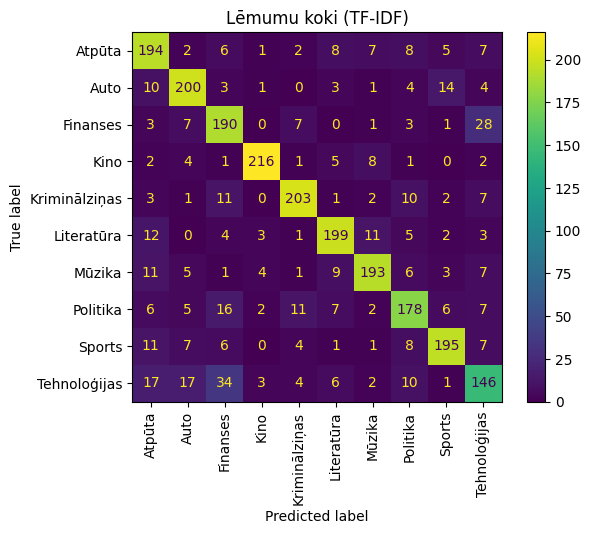 Lēmumu koki (TF-IDF)
True label
Atpūta 194 2 6 1 2 8 7 8 5 7
Auto 10 200 3 1 0 3 1 4 14 4
Finanses 3 7 190 0 7 0 1 3 1 28
Kino 2 4 1 216 1 5 8 1 0 2
Kriminālziņas 3 1 11 0 203 1 2 10 2 7
Literatūra 12 0 4 3 1 199 11 5 2 3
Mūzika 11 5 1 4 1 9 193 6 3 7
Politika 6 5 16 2 11 7 2 178 6 7
Sports 11 7 6 0 4 1 1 8 195 7
Tehnoloģijas 17 17 34 3 4 6 2 10 1 146
Atpūta Auto Finanses Kino Kriminālziņas Literatūra Mūzika Politika Sports Tehnoloģijas
Predicted label
200
175
150
125
100
75
50
25
0